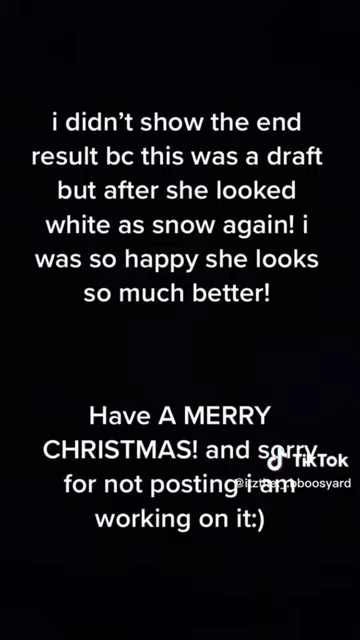 i didn't show the end
result bc this was a draft
but after she looked
white as snow again! i
was so happy she looks
so much better!
Have A MERRY
CHRISTMAS! and sorry
for not posting i am
working on it:)
TikTok